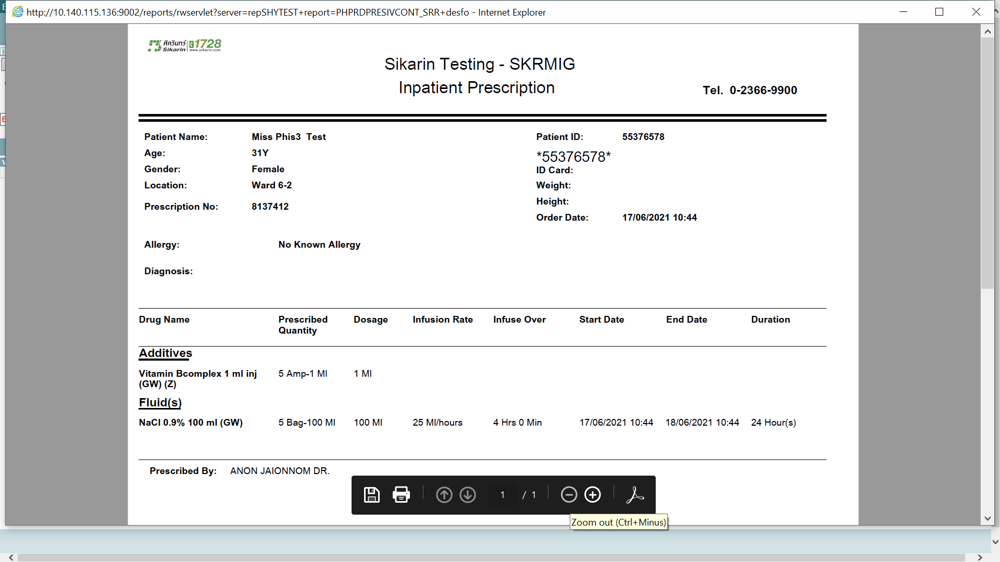 http://10.140.115.136:9002/reports/rwservlet?server=repSHYTEST+report=PHPRDPRESIVCONT_SRR+desfo - Internet Explorer
ศิครินทร์ 1728
Sikarin www.sikarin.com
Sikarin Testing - SKRMIG
Inpatient Prescription
Tel. 0-2366-9900
Patient Name: Miss Phis3 Test Patient ID: 55376578
Age: 31Y *55376578*
Gender: Female ID Card:
Location: Ward 6-2 Weight:
Height:
Prescription No: 8137412
Order Date: 17/06/2021 10:44
Allergy: No Known Allergy
Diagnosis:
Drug Name Prescribed Quantity Dosage Infusion Rate Infuse Over Start Date End Date Duration
Additives
Vitamin Bcomplex 1 ml inj 5 Amp-1 Ml 1 Ml
(GW) (Z)
Fluid(s)
NaCl 0.9% 100 ml (GW) 5 Bag-100 Ml 100 Ml 25 Ml/hours 4 Hrs 0 Min 17/06/2021 10:44 18/06/2021 10:44 24 Hour(s)
Prescribed By: ANON JAIONNOM DR.
1 / 1
Zoom out (Ctrl+Minus)